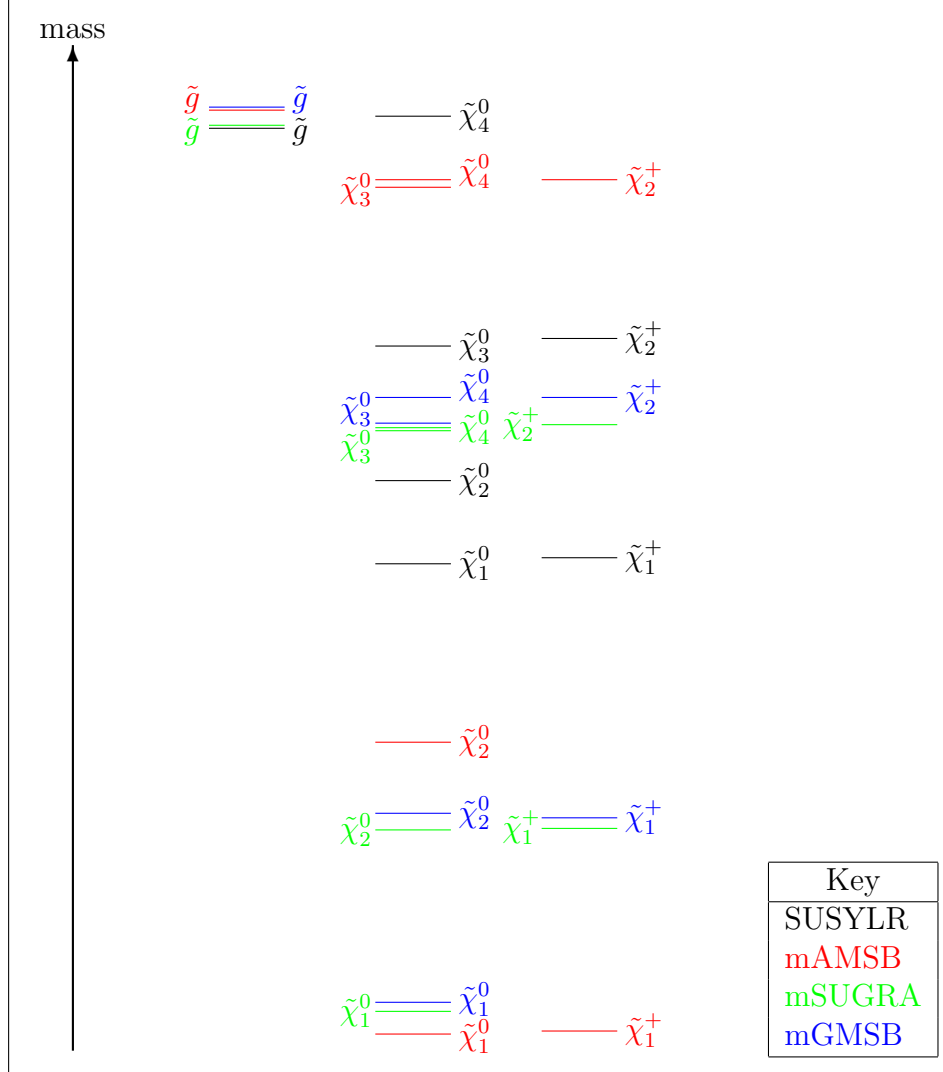 mass
g̃ g̃
g̃ g̃
χ̃⁰₄
χ̃⁰₃ χ̃⁰₄ χ̃⁺₂
χ̃⁰₃ χ̃⁺₂
χ̃⁰₃ χ̃⁰₄ χ̃⁺₂
χ̃⁰₃ χ̃⁰₄ χ̃⁺₂
χ̃⁰₂
χ̃⁰₁ χ̃⁺₁
χ̃⁰₂
χ̃⁰₂ χ̃⁰₂ χ̃⁺₁ χ̃⁺₁
Key
SUSYLR
mAMSB
mSUGRA
mGMSB
χ̃⁰₁ χ̃⁰₁
χ̃⁰₁ χ̃⁺₁